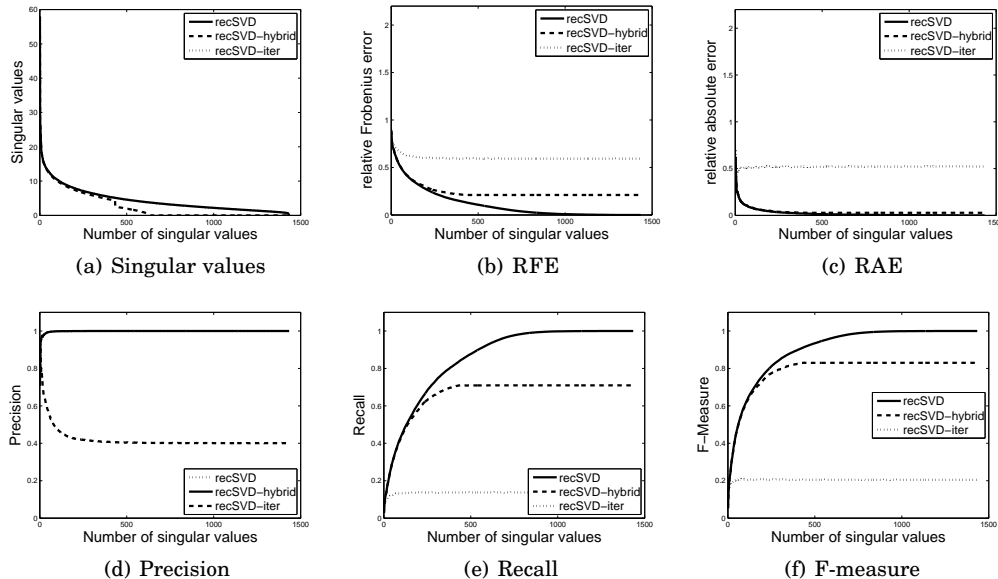 60
50
40
30
20
10
0
0 500 1000 1500
Singular values
Number of singular values
recSVD
recSVD-hybrid
recSVD-iter
(a) Singular values
2
1.5
1
0.5
0
0 500 1000 1500
relative Frobenius error
Number of singular values
recSVD
recSVD-hybrid
recSVD-iter
(b) RFE
2
1.5
1
0.5
0
0 500 1000 1500
relative absolute error
Number of singular values
recSVD
recSVD-hybrid
recSVD-iter
(c) RAE
1
0.8
0.6
0.4
0.2
0
0 500 1000 1500
Precision
Number of singular values
recSVD
recSVD-hybrid
recSVD-iter
(d) Precision
1
0.8
0.6
0.4
0.2
0
0 500 1000 1500
Recall
Number of singular values
recSVD
recSVD-hybrid
recSVD-iter
(e) Recall
1
0.8
0.6
0.4
0.2
0
0 500 1000 1500
F-Measure
Number of singular values
recSVD
recSVD-hybrid
recSVD-iter
(f) F-measure